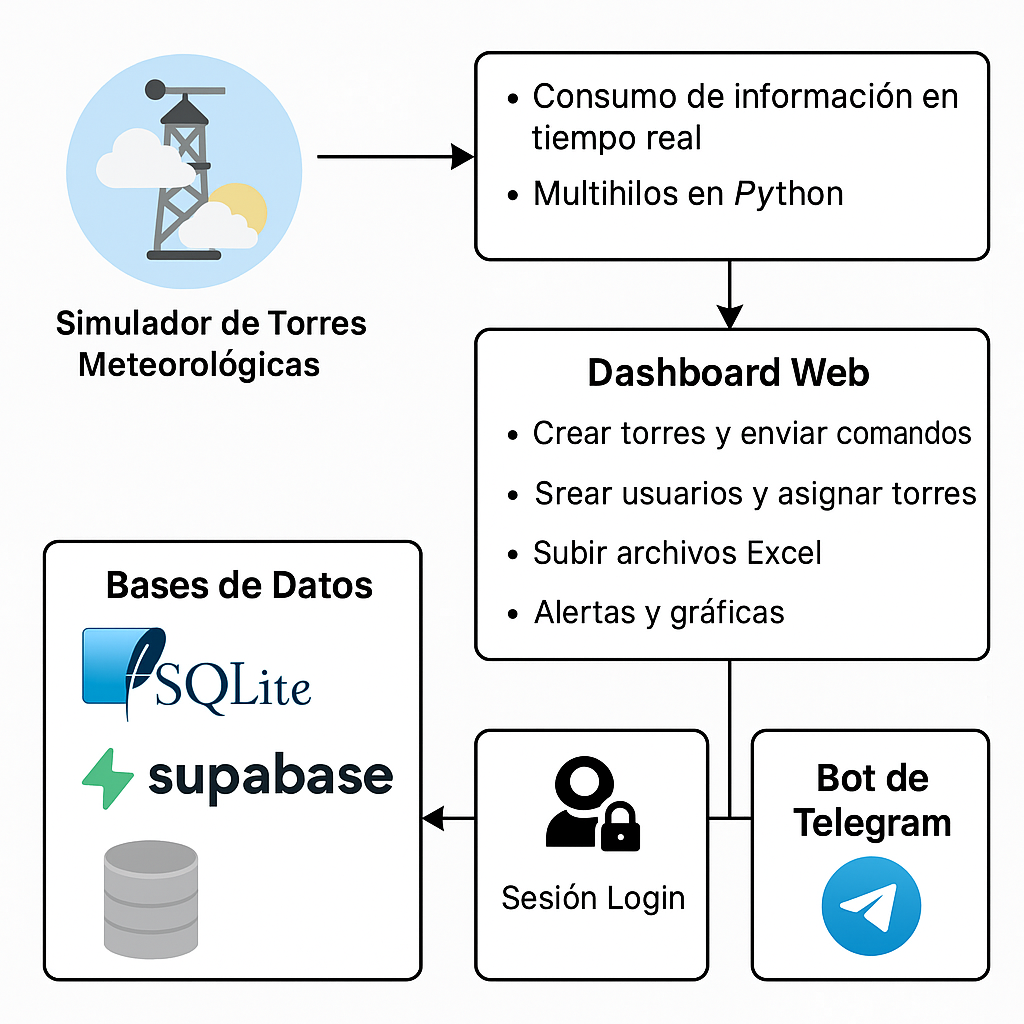 Simulador de Torres
Meteorológicas
• Consumo de información en
tiempo real
• Multihilos en Python
Dashboard Web
• Crear torres y enviar comandos
• Srear usuarios y asignar torres
• Subir archivos Excel
• Alertas y gráficas
Bases de Datos
SQLite
supabase
Sesión Login
Bot de
Telegram